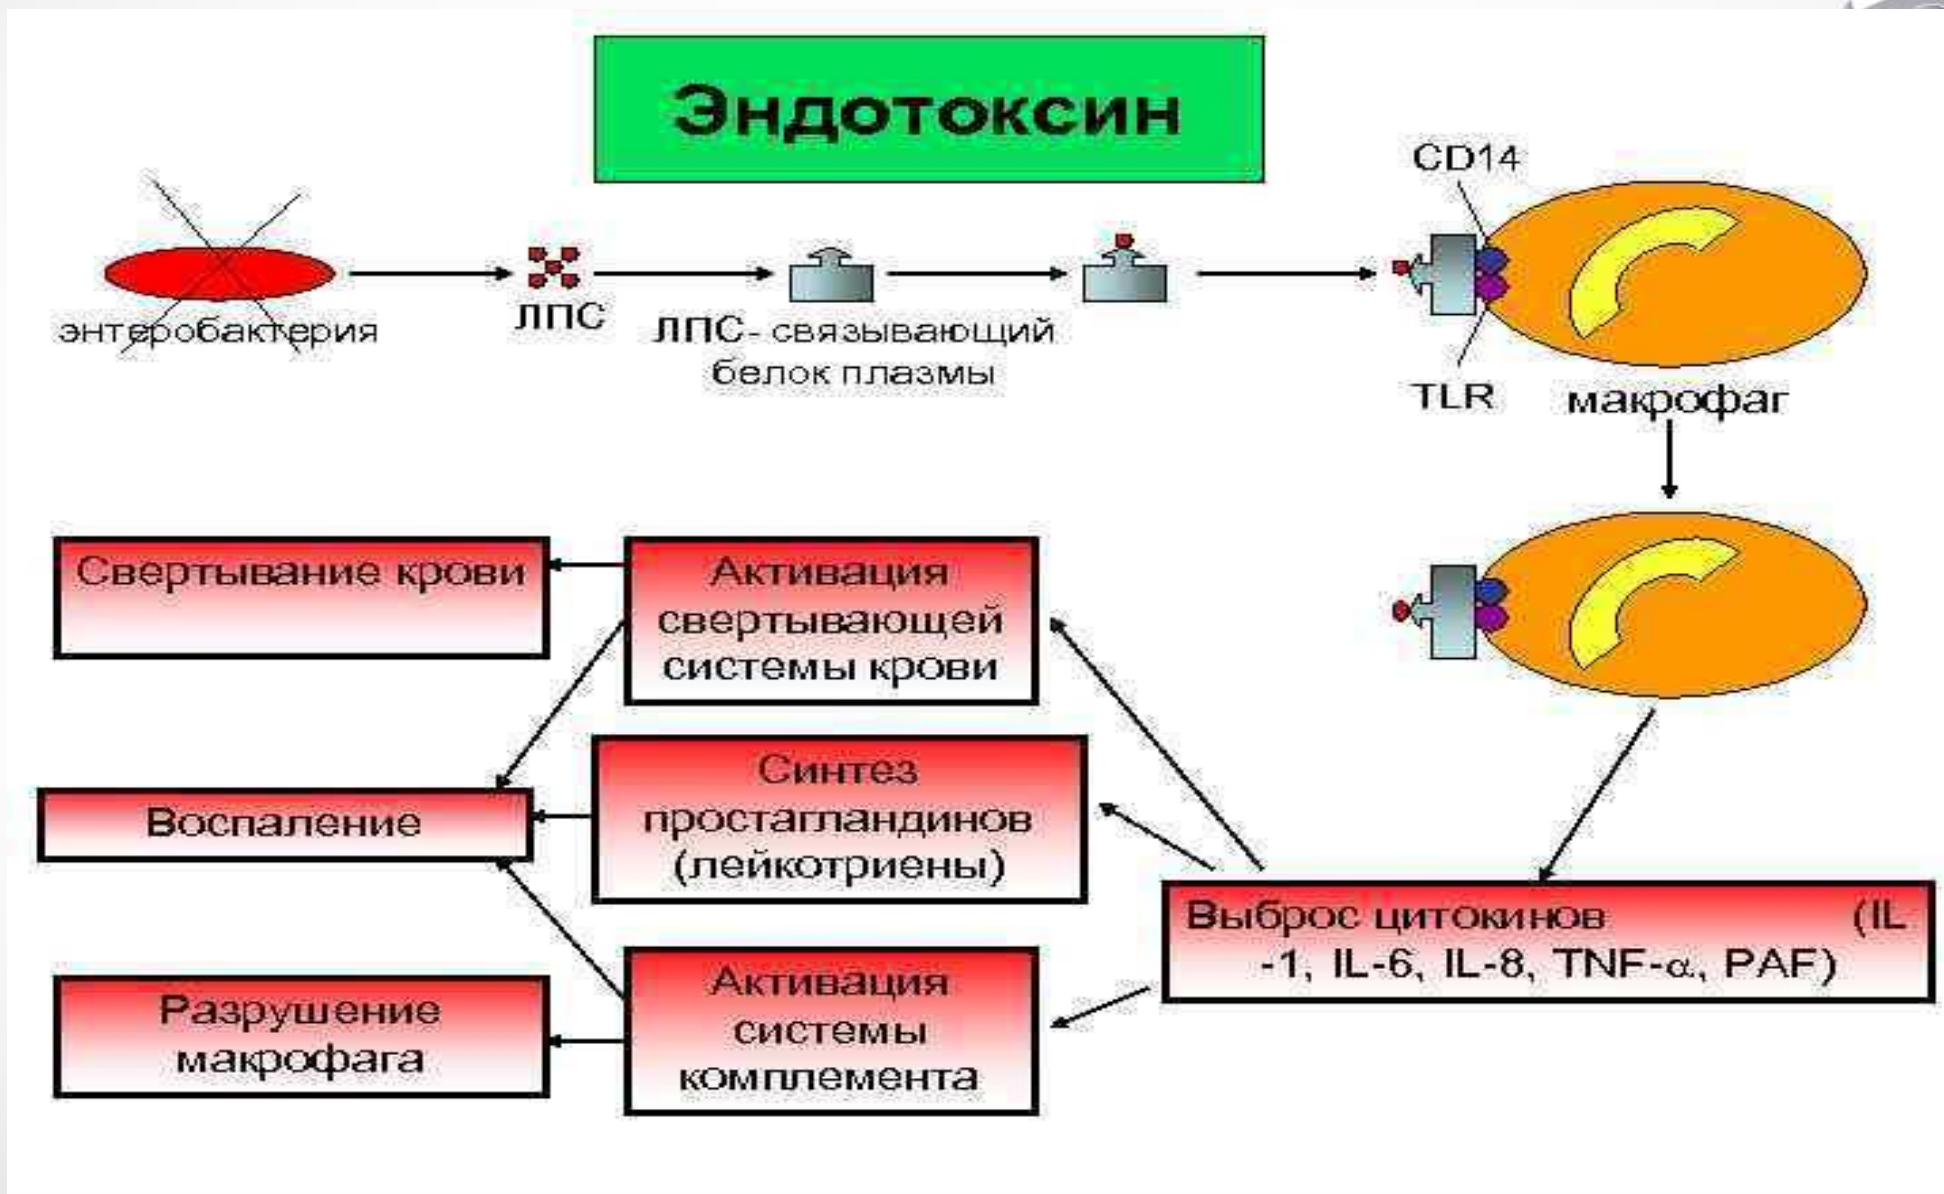 Эндотоксин
CD14
энтеробактерия
ЛПС
ЛПС- связывающий
белок плазмы
TLR
макрофаг
Свертывание крови
Активация
свертывающей
системы крови
Синтез
простагландинов
(лейкотриены)
Воспаление
Выброс цитокинов (IL
-1, IL-6, IL-8, TNF-α, PAF)
Активация
системы
комплемента
Разрушение
макрофага